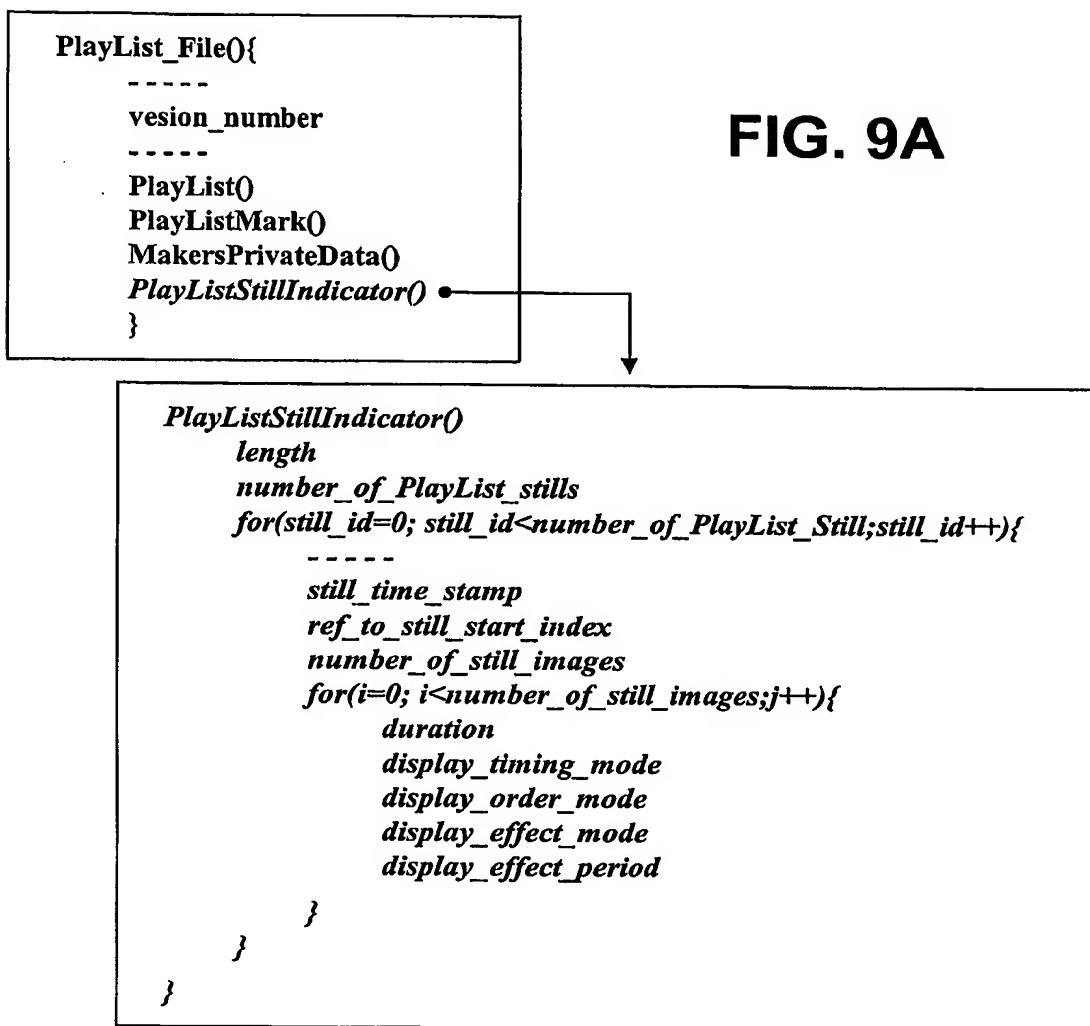 PlayList_File(){
- - - - -
vesion_number
- - - - -
PlayList()
PlayListMark()
MakersPrivateData()
PlayListStillIndicator()
}
FIG. 9A
PlayListStillIndicator()
length
number_of_PlayList_stills
for(still_id=0; still_id<number_of_PlayList_Still;still_id++){
- - - - -
still_time_stamp
ref_to_still_start_index
number_of_still_images
for(i=0; i<number_of_still_images;j++){
duration
display_timing_mode
display_order_mode
display_effect_mode
display_effect_period
}
}
}